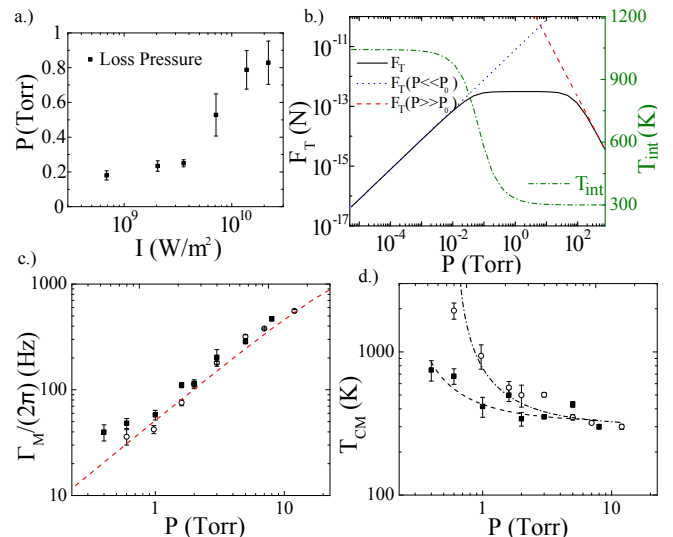 a.)
P(Torr)
1
0.8
0.6
0.4
0.2
0
Loss Pressure
10^9
10^10
I (W/m^2)
b.)
F_T (N)
10^-11
10^-13
10^-15
10^-17
F_T
F_T(P<<P_0)
F_T(P>>P_0)
T_int
10^-4
10^-2
10^0
10^2
P (Torr)
1200
900
600
300
T_int (K)
c.)
Γ_M/(2π) (Hz)
1000
100
10
1
10
P (Torr)
d.)
T_CM (K)
1000
100
1
10
P (Torr)